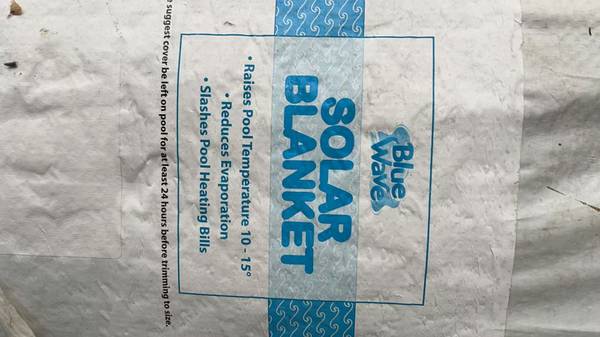 Blue
Wave
SOLAR
BLANKET
• Raises Pool Temperature 10 - 15°
• Reduces Evaporation
• Slashes Pool Heating Bills
suggest cover be left on pool for at least 24 hours before trimming to size.